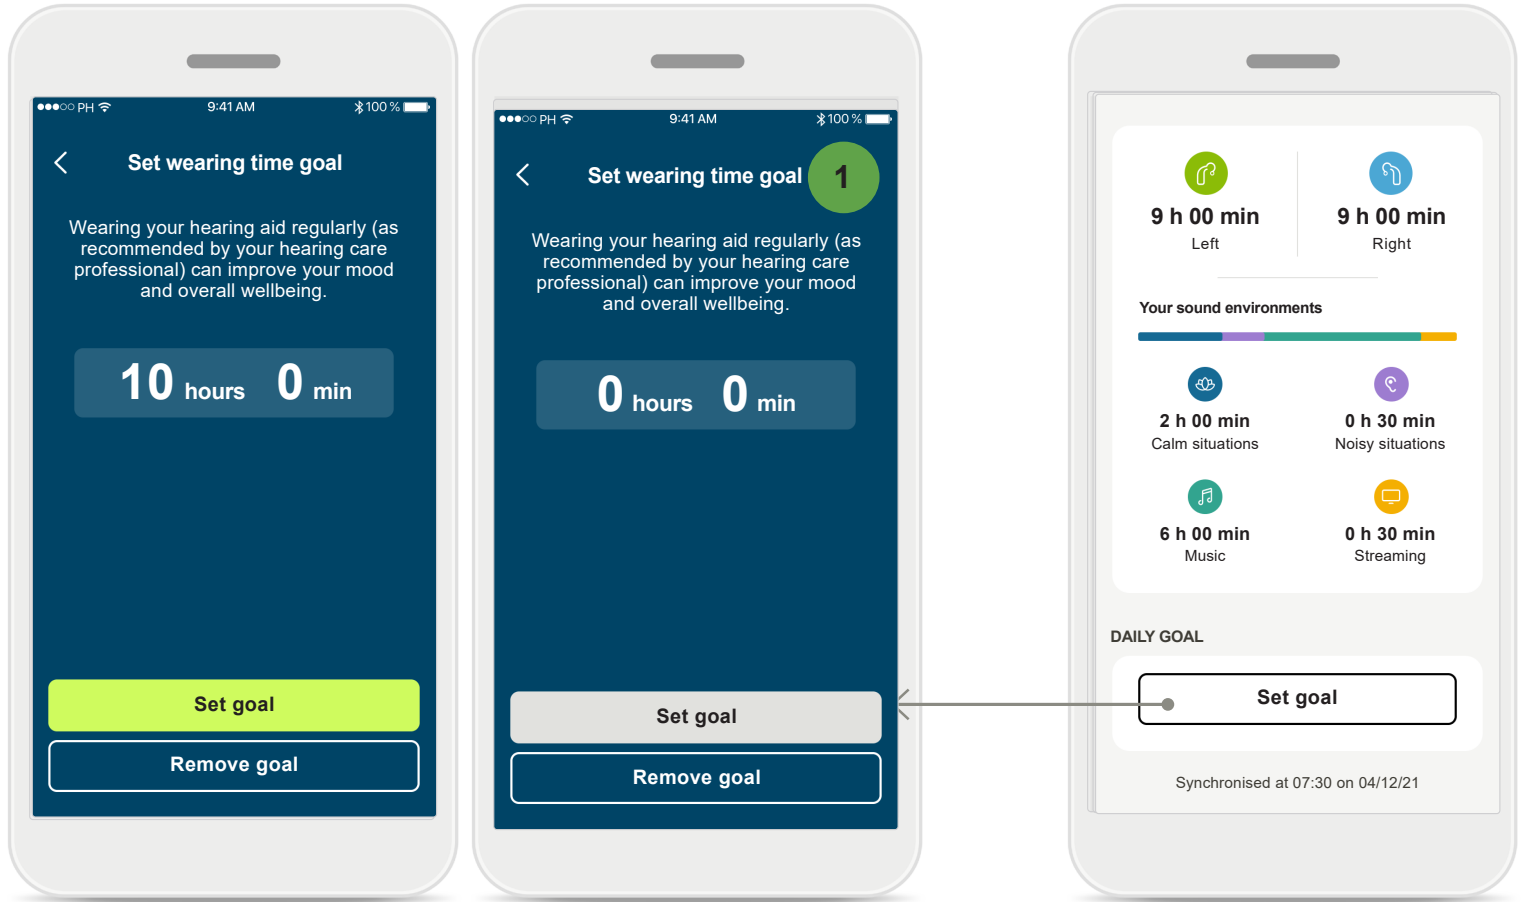 PH 9:41 AM 100 %
Set wearing time goal
Wearing your hearing aid regularly (as
recommended by your hearing care
professional) can improve your mood
and overall wellbeing.
10 hours 0 min
Set goal
Remove goal
PH 9:41 AM 100 %
Set wearing time goal 1
Wearing your hearing aid regularly (as
recommended by your hearing care
professional) can improve your mood
and overall wellbeing.
0 hours 0 min
Set goal
Remove goal
9 h 00 min 9 h 00 min
Left Right
Your sound environments
2 h 00 min 0 h 30 min
Calm situations Noisy situations
6 h 00 min 0 h 30 min
Music Streaming
DAILY GOAL
Set goal
Synchronised at 07:30 on 04/12/21